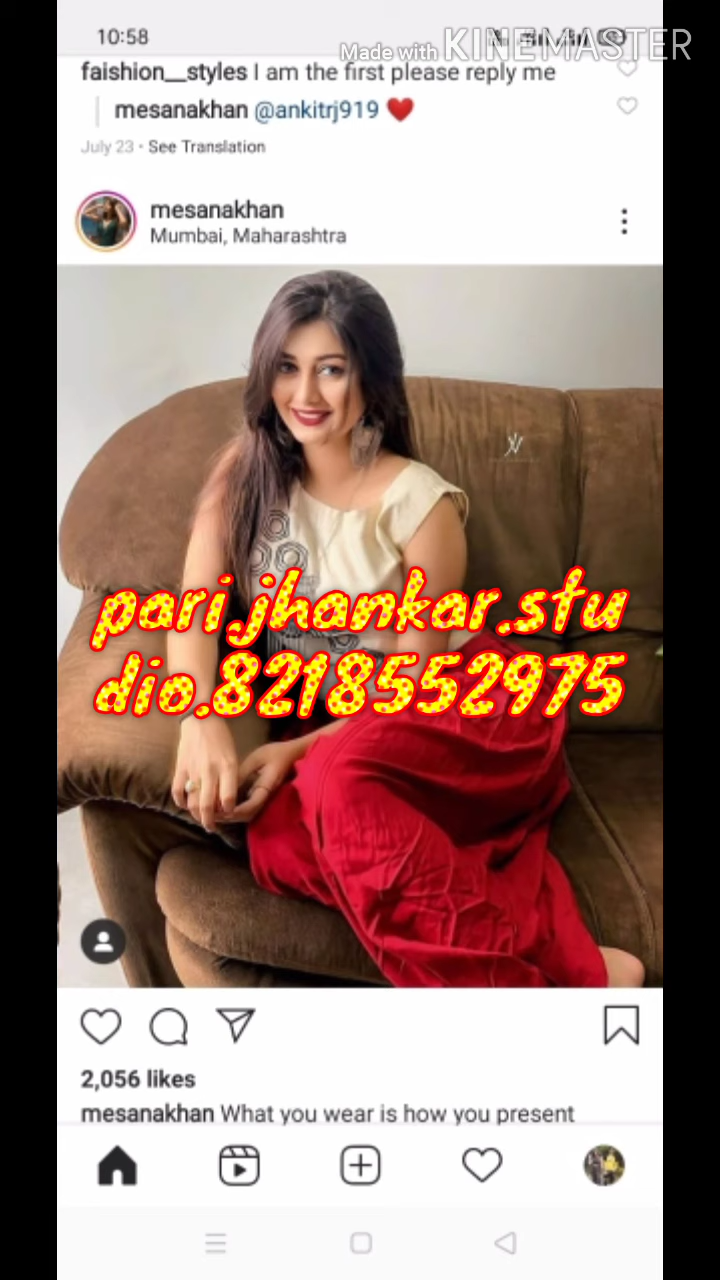 10:58
Made with KINEMASTER
faishion__styles I am the first please reply me
mesanakhan @ankitrj919 ❤️
July 23 • See Translation
mesanakhan
Mumbai, Maharashtra
pari.jhankar.stu
dio.8218552975
2,056 likes
mesanakhan What you wear is how you present